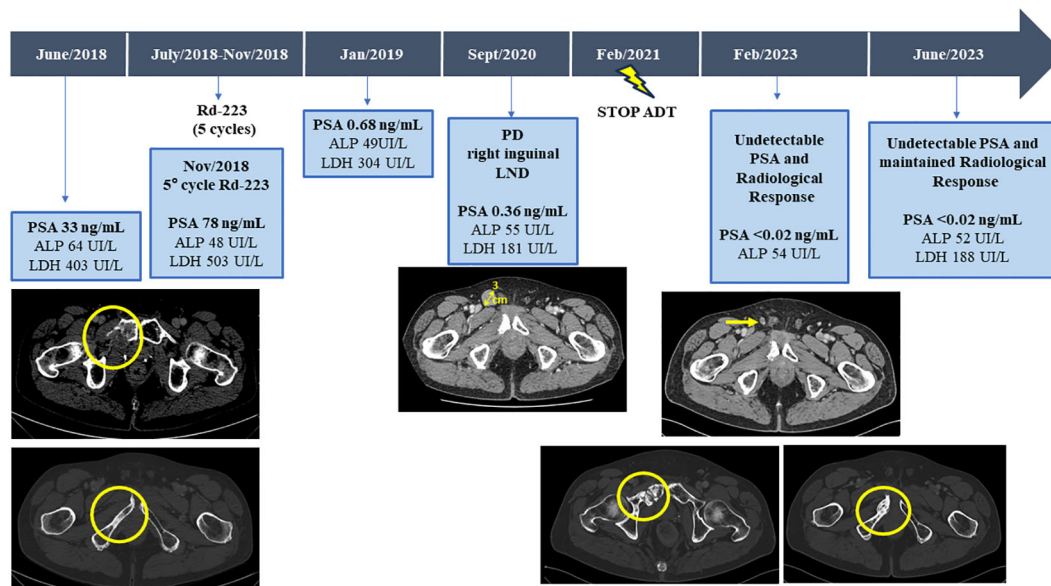 June/2018
July/2018-Nov/2018
Jan/2019
Sept/2020
Feb/2021
Feb/2023
June/2023
PSA 33 ng/mL
ALP 64 UI/L
LDH 403 UI/L
Rd-223
(5 cycles)
Nov/2018
5° cycle Rd-223
PSA 78 ng/mL
ALP 48 UI/L
LDH 503 UI/L
PSA 0.68 ng/mL
ALP 49UI/L
LDH 304 UI/L
PD
right inguinal
LND
PSA 0.36 ng/mL
ALP 55 UI/L
LDH 181 UI/L
STOP ADT
Undetectable
PSA and
Radiological
Response
PSA <0.02 ng/mL
ALP 54 UI/L
Undetectable PSA and
maintained Radiological
Response
PSA <0.02 ng/mL
ALP 52 UI/L
LDH 188 UI/L
3
cm